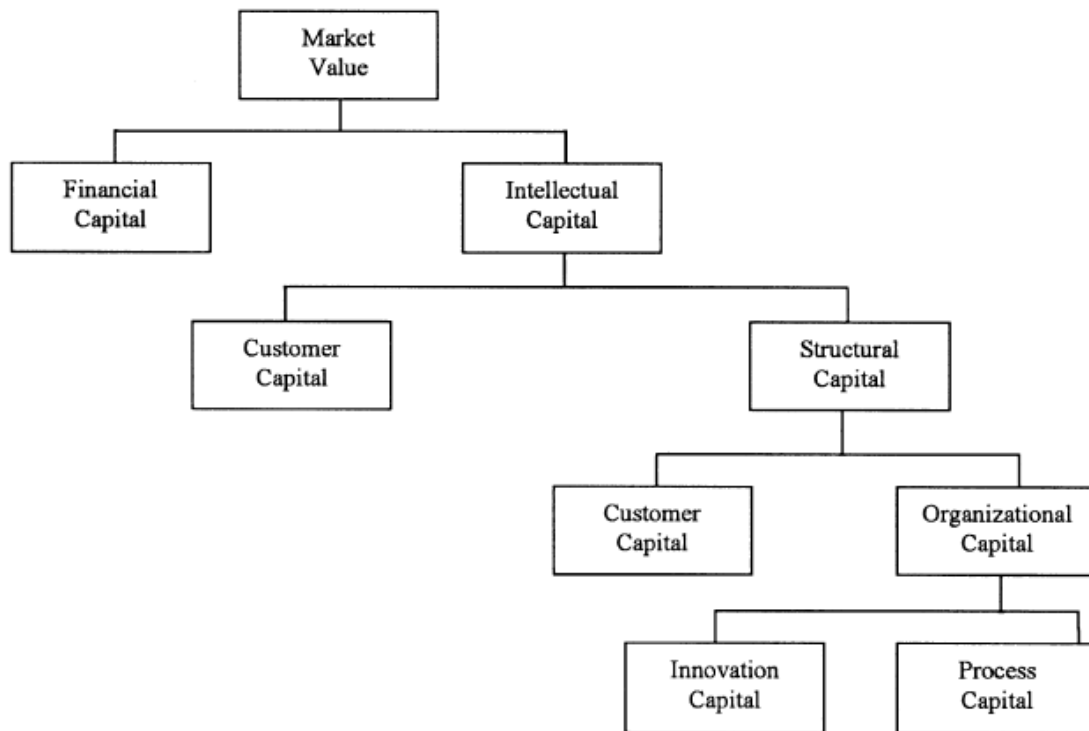 Market
Value
Financial
Capital
Intellectual
Capital
Customer
Capital
Structural
Capital
Customer
Capital
Organizational
Capital
Innovation
Capital
Process
Capital